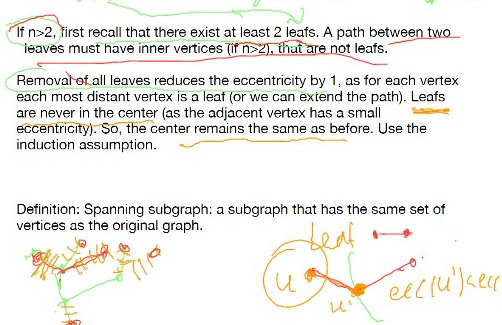 If n>2, first recall that there exist at least 2 leafs. A path between two
leaves must have inner vertices (if n>2), that are not leafs.
Removal of all leaves reduces the eccentricity by 1, as for each vertex
each most distant vertex is a leaf (or we can extend the path). Leafs
are never in the center (as the adjacent vertex has a small
eccentricity). So, the center remains the same as before. Use the
induction assumption.
Definition: Spanning subgraph: a subgraph that has the same set of
vertices as the original graph.
Leaf
u
u' ecc(u')<ecc